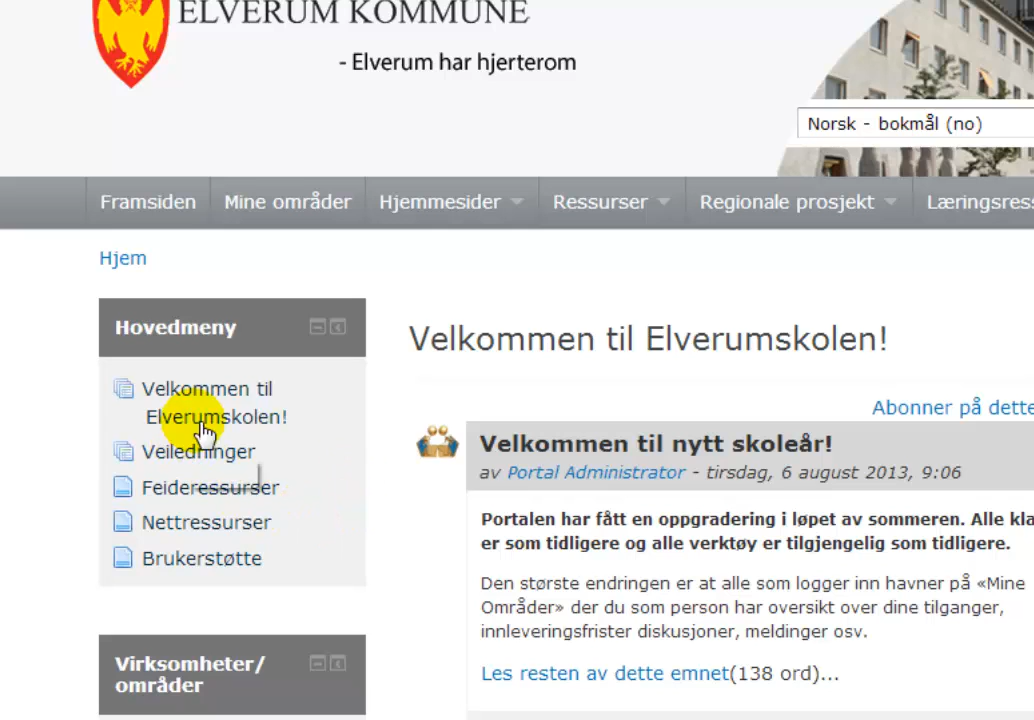 ELVERUM KOMMUNE
- Elverum har hjerterom
Norsk - bokmål (no)
Framsiden
Mine områder
Hjemmesider
Ressurser
Regionale prosjekt
Læringsress
Hjem
Hovedmeny
Velkommen til
Elverumskolen!
Veiledninger
Feideressurser
Nettressurser
Brukerstøtte
Virksomheter/
områder
Velkommen til Elverumskolen!
Abonner på dette
Velkommen til nytt skoleår!
av Portal Administrator - tirsdag, 6 august 2013, 9:06
Portalen har fått en oppgradering i løpet av sommeren. Alle kla
er som tidligere og alle verktøy er tilgjengelig som tidligere.
Den største endringen er at alle som logger inn havner på «Mine
Områder» der du som person har oversikt over dine tilganger,
innleveringsfrister diskusjoner, meldinger osv.
Les resten av dette emnet(138 ord)...